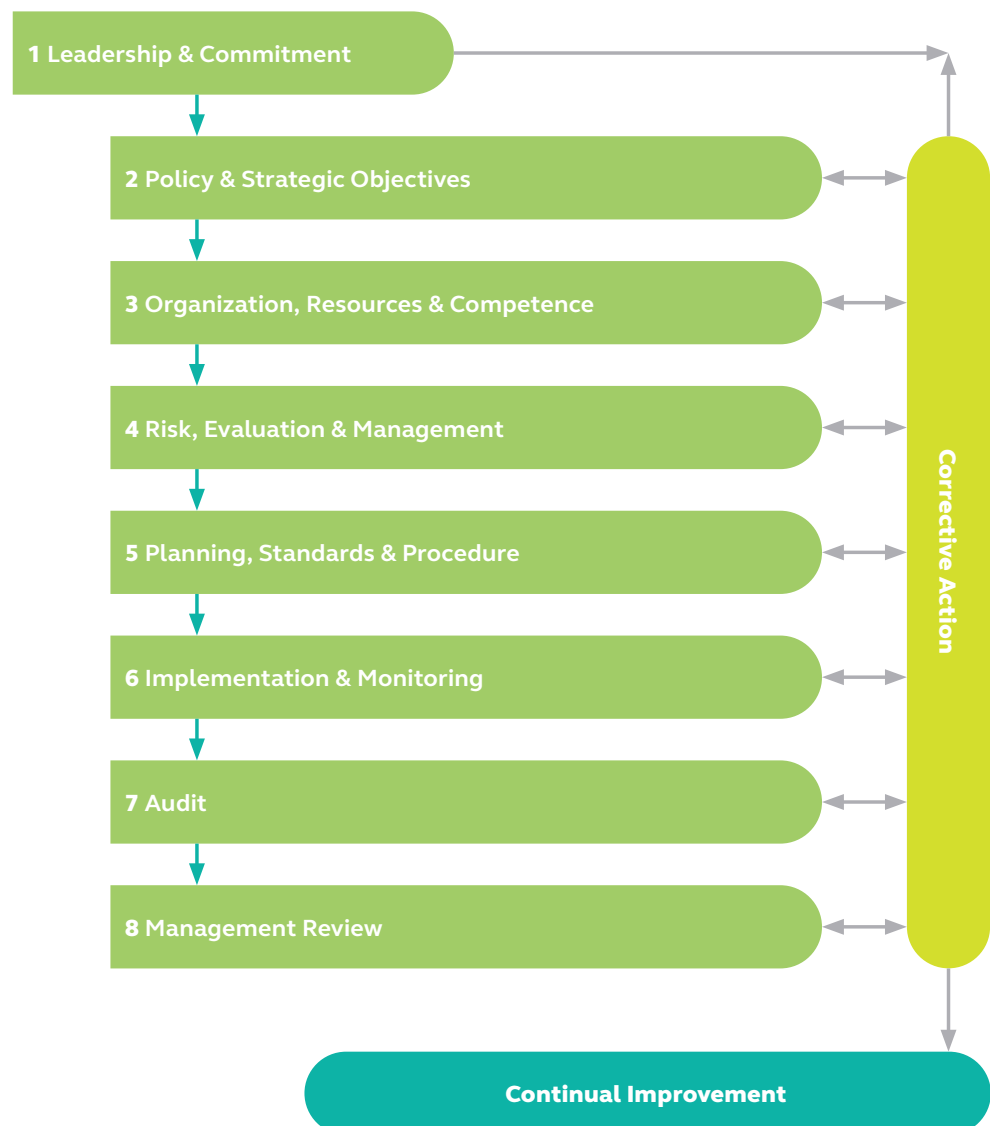 1 Leadership & Commitment
2 Policy & Strategic Objectives
3 Organization, Resources & Competence
4 Risk, Evaluation & Management
5 Planning, Standards & Procedure
6 Implementation & Monitoring
7 Audit
8 Management Review
Corrective Action
Continual Improvement